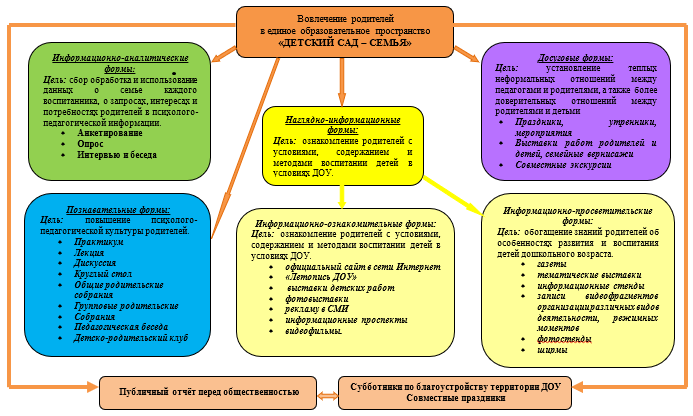 Вовлечение родителей
в единое образовательное пространство
«ДЕТСКИЙ САД – СЕМЬЯ»
Информационно-аналитические
формы:
Цель: сбор обработка и использование
данных о семье каждого
воспитанника, о запросах, интересах и
потребностях родителей в психолого-
педагогической информации.
• Анкетирование
• Опрос
• Интервью и беседа
Наглядно-информационные
формы:
Цель: ознакомление родителей с
условиями, содержанием и
методами воспитании детей в
условиях ДОУ.
Досуговые формы:
Цель: установление теплых
неформальных отношений между
педагогами и родителями, а также более
доверительных отношений между
родителями и детьми
• Праздники, утренники,
мероприятия
• Выставки работ родителей и
детей, семейные вернисажи
• Совместные экскурсии
Познавательные формы:
Цель: повышение психолого-
педагогической культуры родителей.
• Практикум
• Лекция
• Дискуссия
• Круглый стол
• Общие родительские
собрания
• Групповые родительские
• Собрания
• Педагогическая беседа
• Детско-родительский клуб
Информационно-ознакомительные формы:
Цель: ознакомление родителей с условиями,
содержанием и методами воспитании детей в
условиях ДОУ.
• официальный сайт в сети Интернет
• «Летопись ДОУ»
• выставки детских работ
• фотовыставки
• рекламу в СМИ
• информационные проспекты
• видеофильмы.
Информационно-просветительские
формы:
Цель: обогащение знаний родителей об
особенностях развития и воспитания
детей дошкольного возраста.
• газеты
• тематические выставки
• информационные стенды
• записи видеофрагментов
организации различных видов
деятельности, режимных
моментов
• фотостенды
• ширмы
Публичный отчёт перед общественностью
Субботники по благоустройству территории ДОУ
Совместные праздники